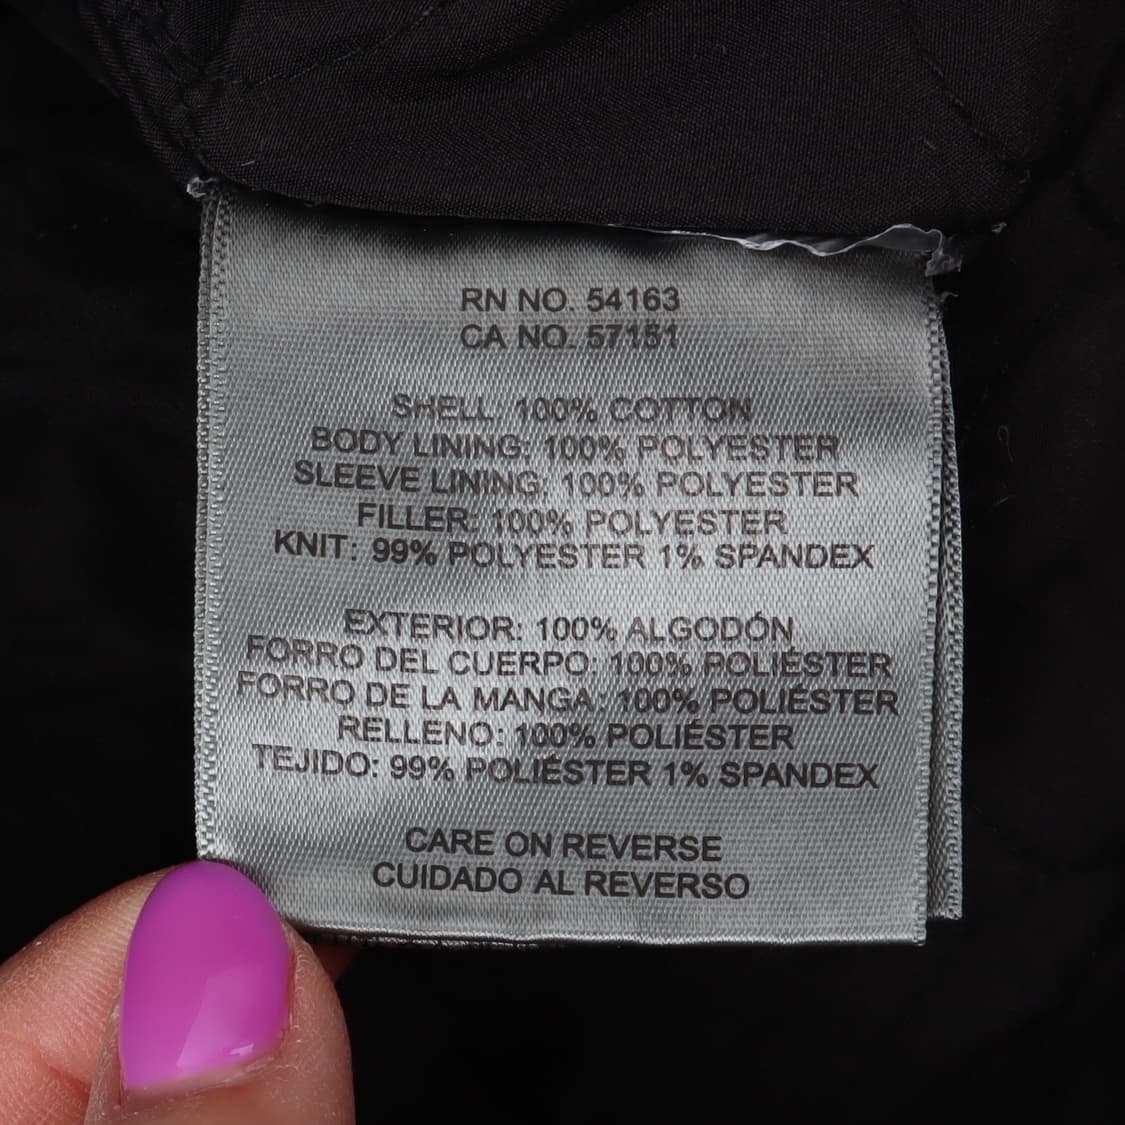 RN NO. 54163
CA NO. 57151
SHELL: 100% COTTON
BODY LINING: 100% POLYESTER
SLEEVE LINING: 100% POLYESTER
FILLER: 100% POLYESTER
KNIT: 99% POLYESTER 1% SPANDEX
EXTERIOR: 100% ALGODÓN
FORRO DEL CUERPO: 100% POLIÉSTER
FORRO DE LA MANGA: 100% POLIÉSTER
RELLENO: 100% POLIÉSTER
TEJIDO: 99% POLIÉSTER 1% SPANDEX
CARE ON REVERSE
CUIDADO AL REVERSO